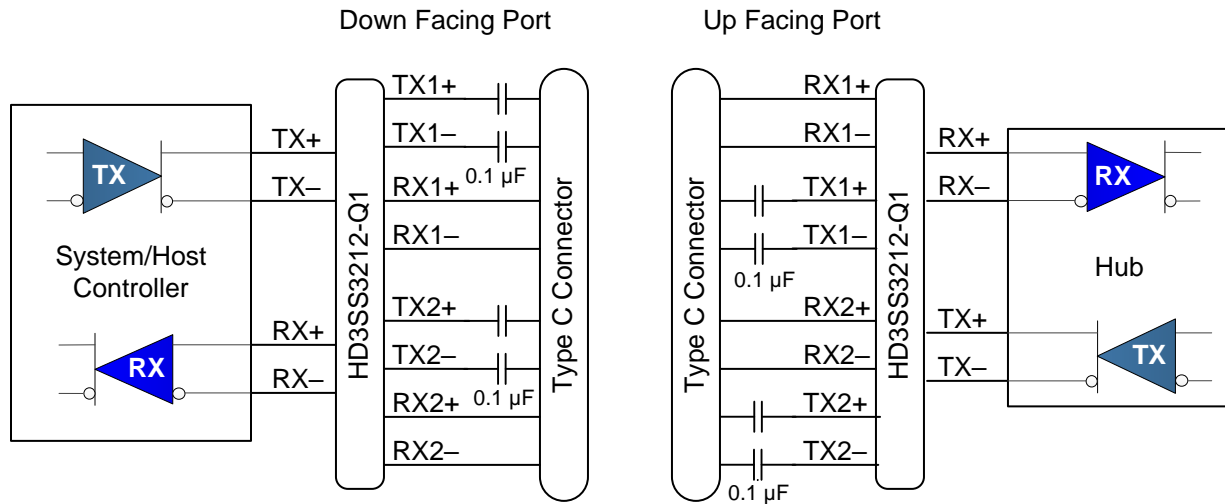 Down Facing Port
Up Facing Port
TX
System/Host
Controller
RX
TX+
TX–
RX+
RX–
HD3SS3212-Q1
TX1+
TX1–
0.1 µF
RX1+
RX1–
TX2+
TX2–
0.1 µF
RX2+
RX2–
Type C Connector
Type C Connector
RX1+
RX1–
TX1+
TX1–
0.1 µF
RX2+
RX2–
TX2+
TX2–
0.1 µF
HD3SS3212-Q1
RX+
RX–
TX+
TX–
RX
Hub
TX